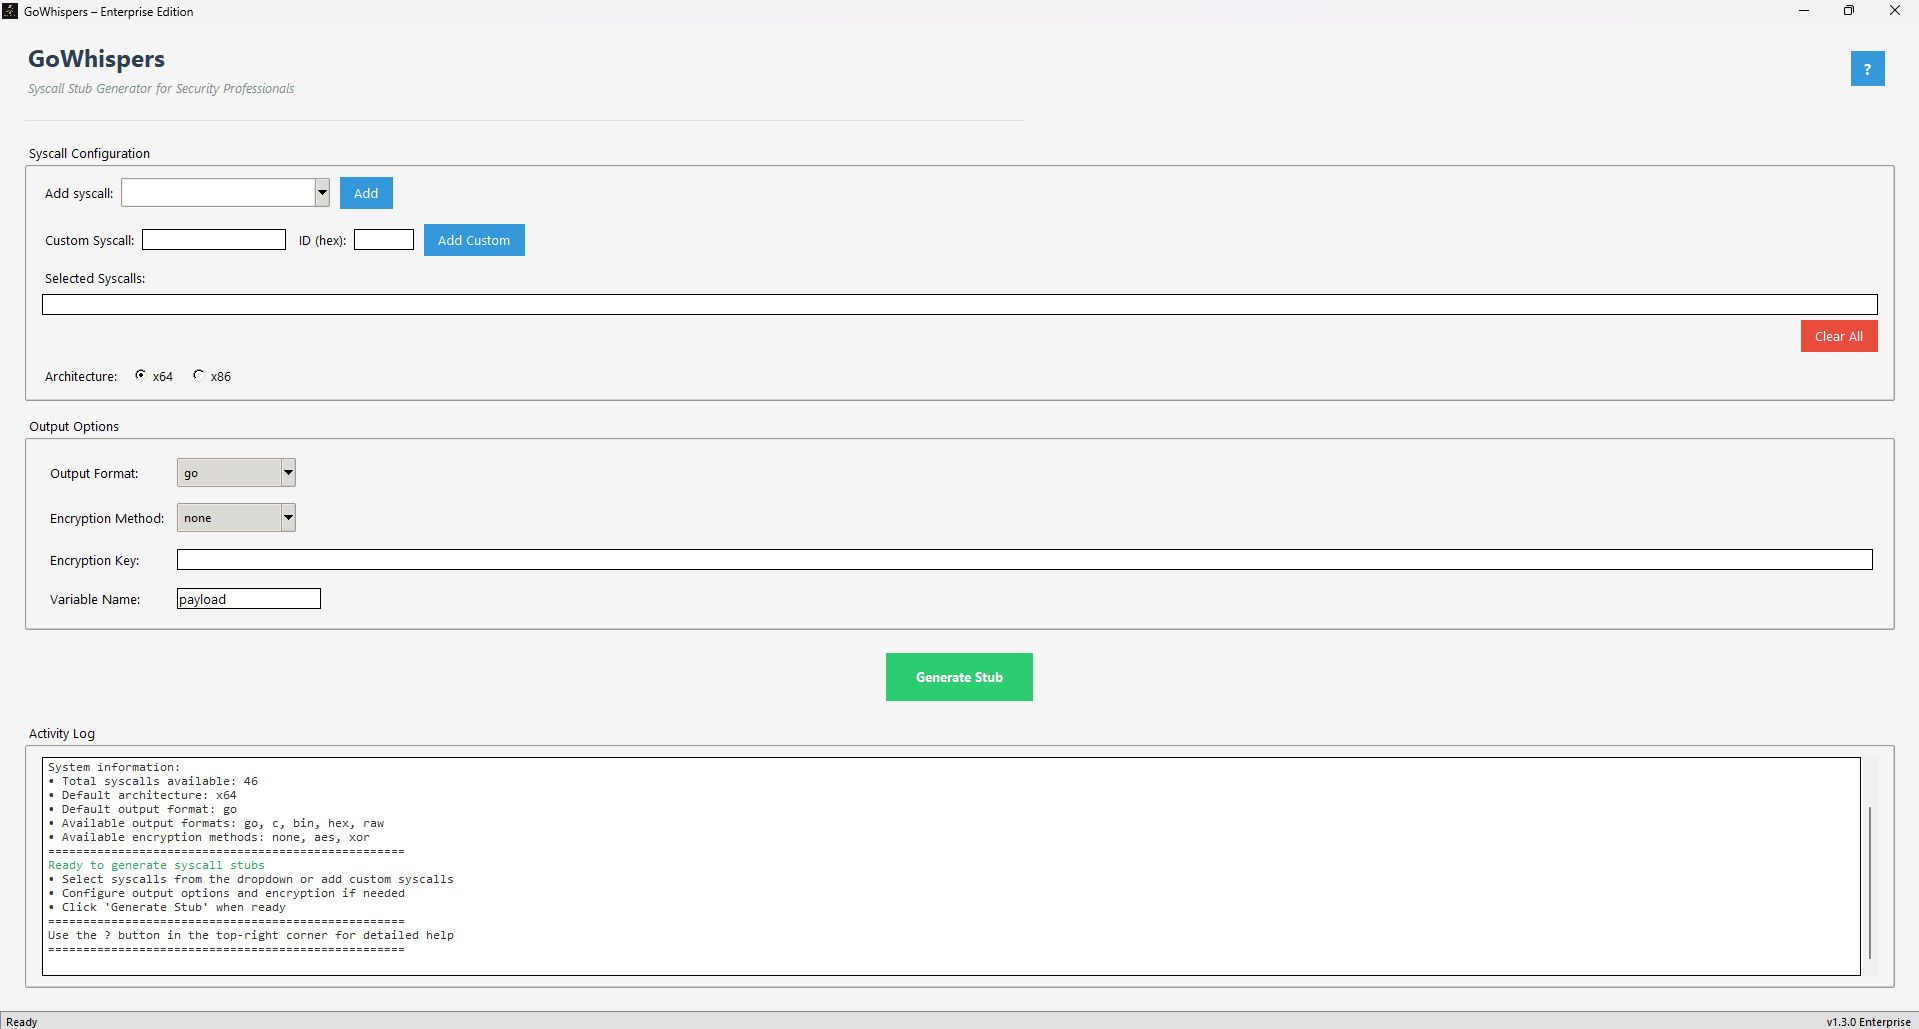 GoWhispers – Enterprise Edition
GoWhispers
?
Syscall Stub Generator for Security Professionals
Syscall Configuration
Add syscall: Add
Custom Syscall: ID (hex): Add Custom
Selected Syscalls:
Clear All
Architecture: x64 x86
Output Options
Output Format: go
Encryption Method: none
Encryption Key:
Variable Name: payload
Generate Stub
Activity Log
System information:
• Total syscalls available: 46
• Default architecture: x64
• Default output format: go
• Available output formats: go, c, bin, hex, raw
• Available encryption methods: none, aes, xor
===================================================
Ready to generate syscall stubs
• Select syscalls from the dropdown or add custom syscalls
• Configure output options and encryption if needed
• Click 'Generate Stub' when ready
===================================================
Use the ? button in the top-right corner for detailed help
===================================================
Ready v1.3.0 Enterprise